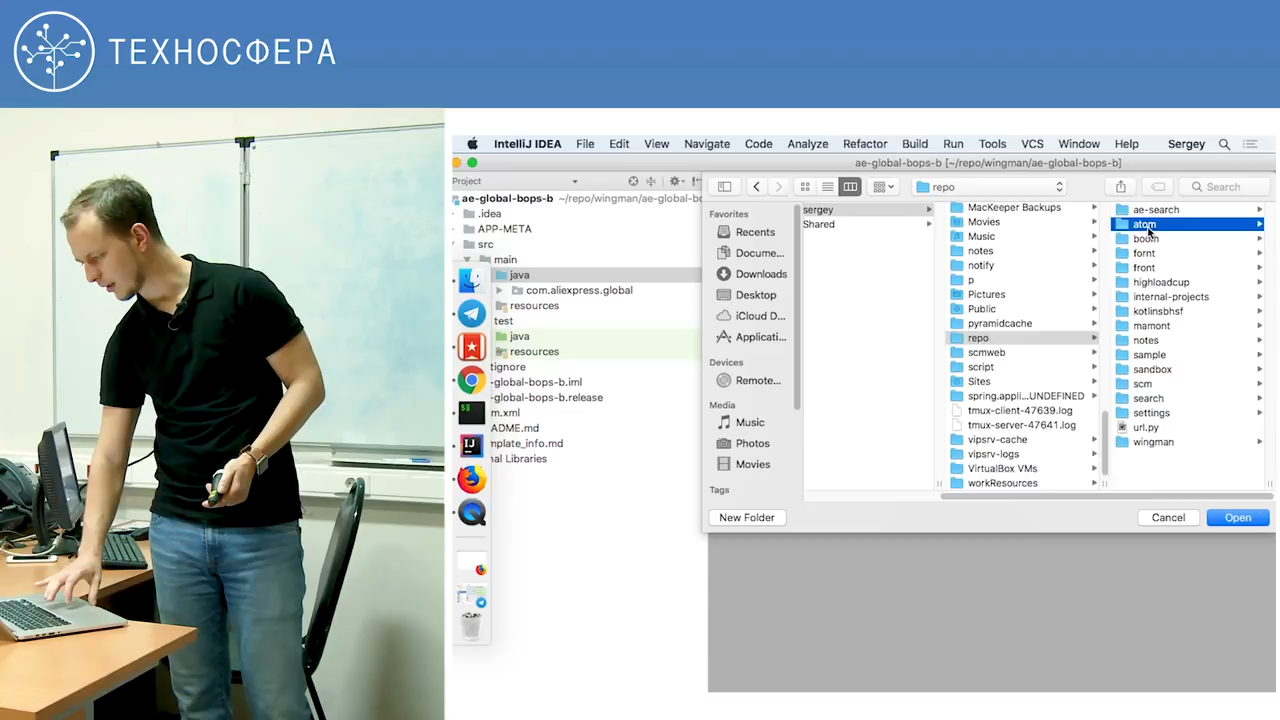 ТЕХНОСФЕРА
IntelliJ IDEA File Edit View Navigate Code Analyze Refactor Build Run Tools VCS Window Help Sergey
ae-global-bops-b [~/repo/wingman/ae-global-bops-b]
Project
ae-global-bops-b ~/repo/wingman/ae-global-bo
.idea
APP-META
src
main
java
com.aliexpress.global
resources
test
java
resources
tignore
-global-bops-b.iml
-global-bops-b.release
m.xml
ADME.md
mplate_info.md
nal Libraries
repo
Search
Favorites
Recents
Docume...
Downloads
Desktop
iCloud D...
Applicati...
Devices
Remote...
Media
Music
Photos
Movies
Tags
sergey
Shared
MacKeeper Backups
Movies
Music
notes
notify
p
Pictures
Public
pyramidcache
repo
scmweb
script
Sites
spring.appli...UNDEFINED
tmux-client-47639.log
tmux-server-47641.log
vipsrv-cache
vipsrv-logs
VirtualBox VMs
workResources
ae-search
atom
fornt
front
highloadcup
internal-projects
kotlinsbhsf
mamont
notes
sample
sandbox
scm
search
settings
url.py
wingman
New Folder
Cancel
Open